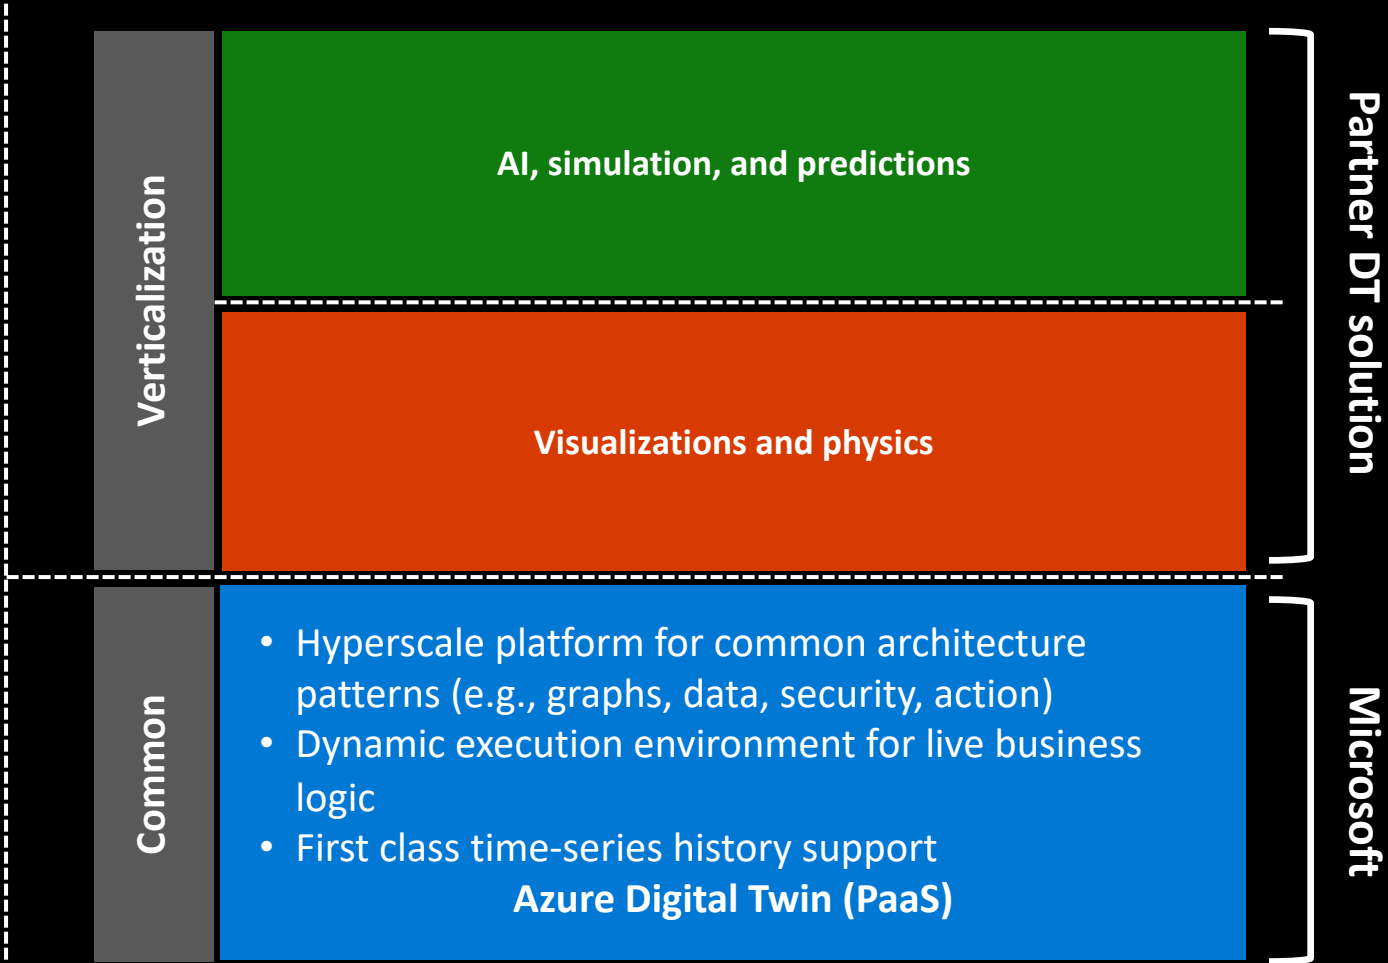 Verticalization
AI, simulation, and predictions
Visualizations and physics
Partner DT solution
Common
• Hyperscale platform for common architecture
patterns (e.g., graphs, data, security, action)
• Dynamic execution environment for live business
logic
• First class time-series history support
Azure Digital Twin (PaaS)
Microsoft